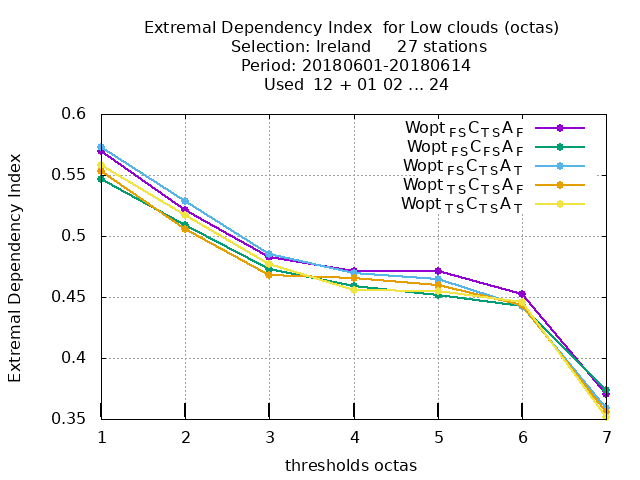 Extremal Dependency Index  for Low clouds (octas)
Selection: Ireland     27 stations
Period: 20180601-20180614
Used  12 + 01 02 ... 24
0.6
0.55
0.5
0.45
0.4
0.35
Extremal Dependency Index
Wopt FS C TS A F
Wopt FS C FS A F
Wopt FS C TS A T
Wopt TS C TS A F
Wopt TS C TS A T
1 2 3 4 5 6 7
thresholds octas